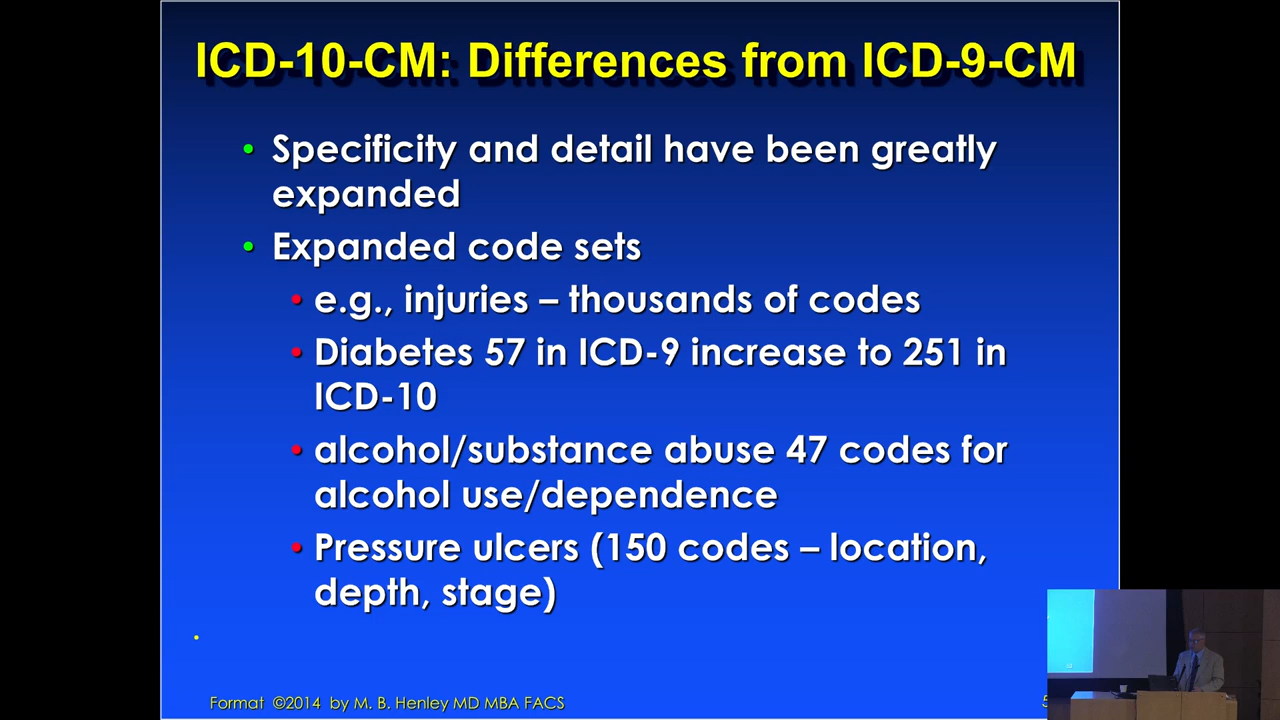 ICD-10-CM: Differences from ICD-9-CM
• Specificity and detail have been greatly
expanded
• Expanded code sets
• e.g., injuries – thousands of codes
• Diabetes 57 in ICD-9 increase to 251 in
ICD-10
• alcohol/substance abuse 47 codes for
alcohol use/dependence
• Pressure ulcers (150 codes – location,
depth, stage)
Format ©2014 by M. B. Henley MD MBA FACS